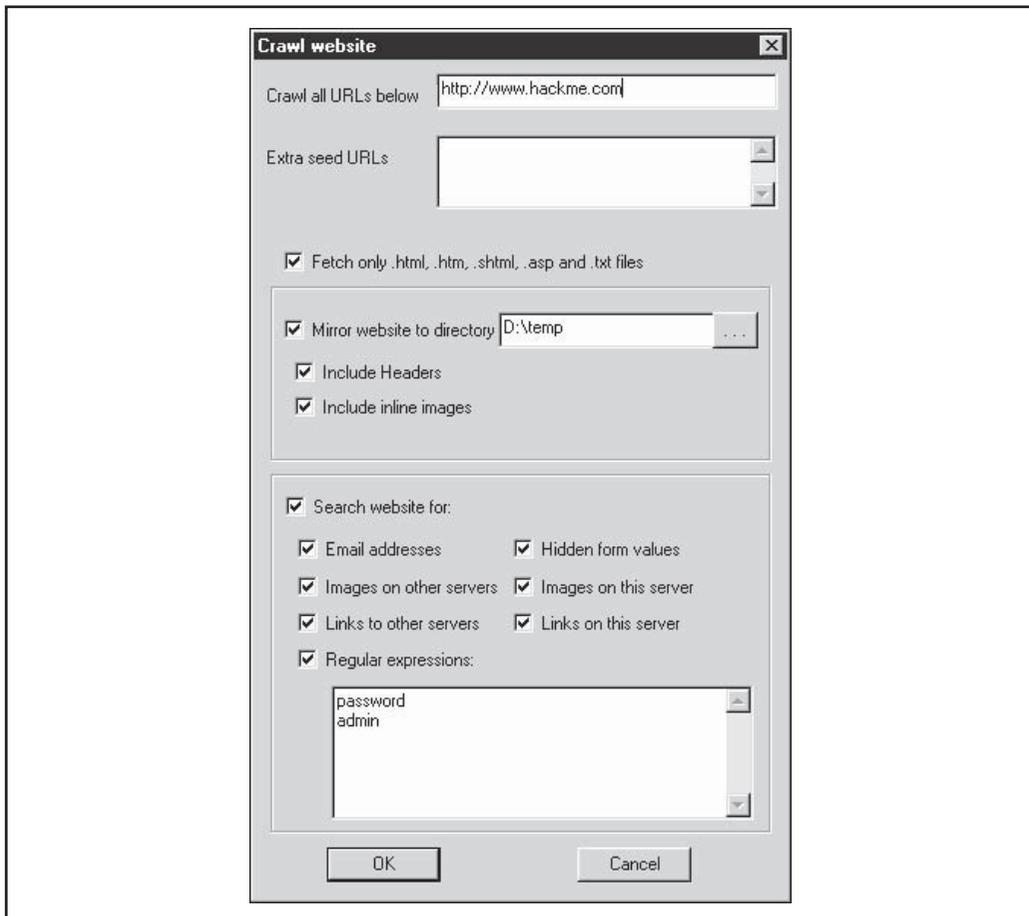 Crawl website
Crawl all URLs below http://www.hackme.com
Extra seed URLs
Fetch only .html, .htm, .shtml, .asp and .txt files
Mirror website to directory D:\temp ...
Include Headers
Include inline images
Search website for:
Email addresses Hidden form values
Images on other servers Images on this server
Links to other servers Links on this server
Regular expressions:
password
admin
OK Cancel